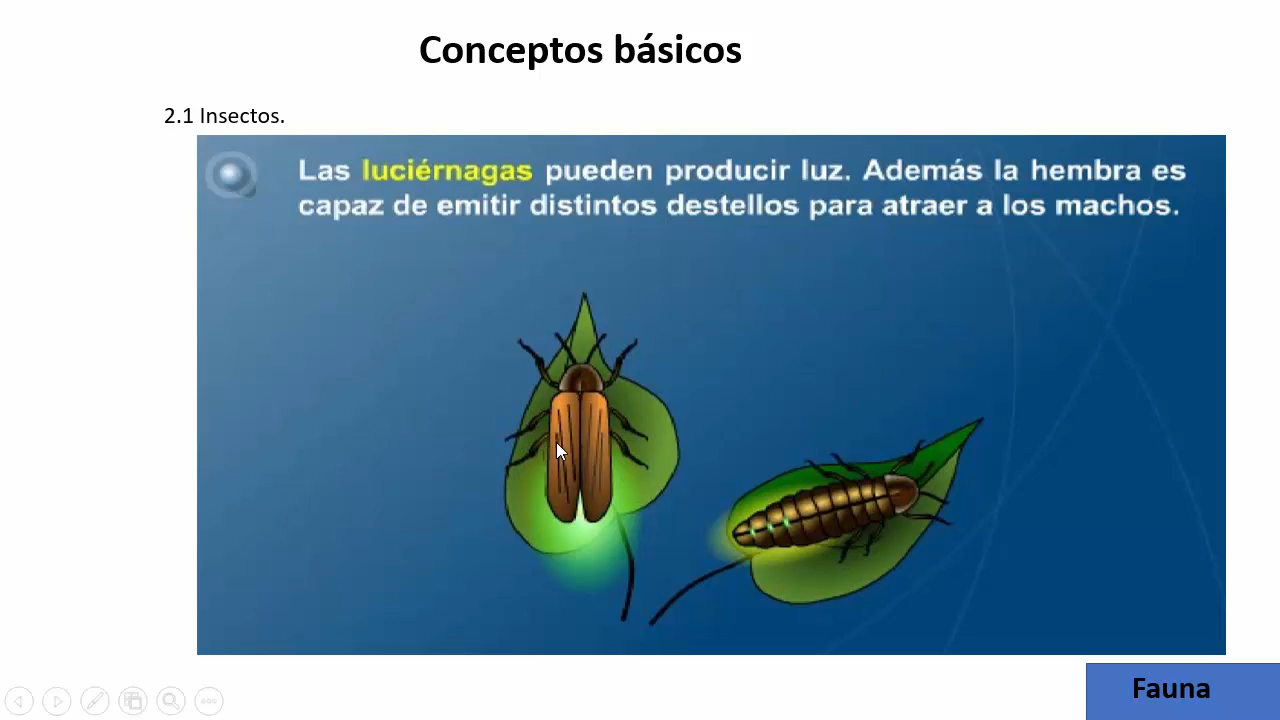 Conceptos básicos
2.1 Insectos.
Las luciérnagas pueden producir luz. Además la hembra es
capaz de emitir distintos destellos para atraer a los machos.
Fauna